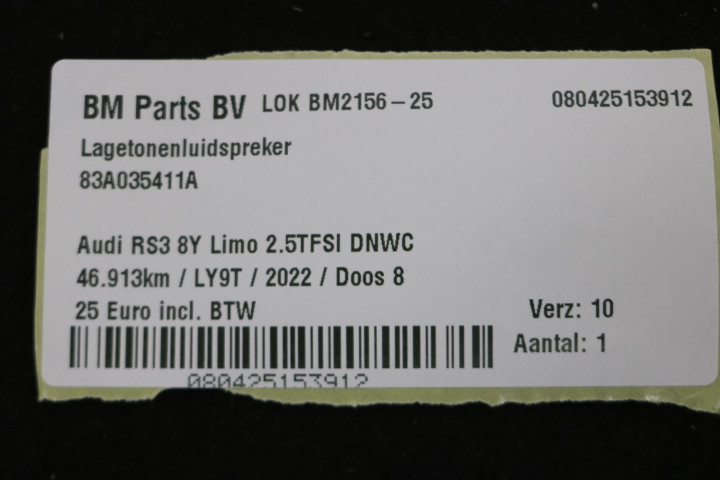 BM Parts BV LOK BM2156-25 080425153912
Lagetonenluidspreker
83A035411A
Audi RS3 8Y Limo 2.5TFSI DNWC
46.913km / LY9T / 2022 / Doos 8
25 Euro incl. BTW Verz: 10
Aantal: 1
080425153912